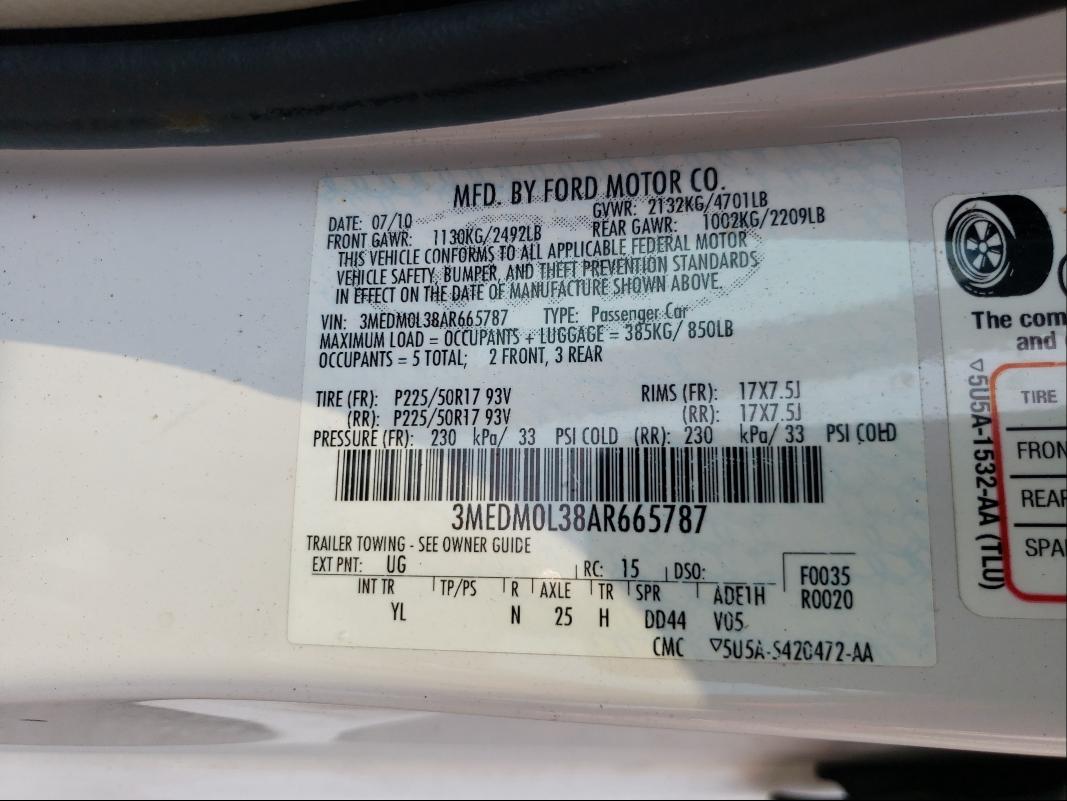 MFD. BY FORD MOTOR CO.
DATE: 07/10 GVWR: 2132KG/4701LB
FRONT GAWR: 1130KG/2492LB REAR GAWR: 1002KG/2209LB
THIS VEHICLE CONFORMS TO ALL APPLICABLE FEDERAL MOTOR
VEHICLE SAFETY, BUMPER, AND THEFT PREVENTION STANDARDS
IN EFFECT ON THE DATE OF MANUFACTURE SHOWN ABOVE.
VIN: 3MEDM0L38AR665787 TYPE: Passenger Car
MAXIMUM LOAD = OCCUPANTS + LUGGAGE = 385KG/ 850LB
OCCUPANTS = 5 TOTAL; 2 FRONT, 3 REAR
TIRE (FR): P225/50R17 93V RIMS (FR): 17X7.5J
(RR): P225/50R17 93V (RR): 17X7.5J
PRESSURE (FR): 230 kPa/ 33 PSI COLD (RR): 230 kPa/ 33 PSI COLD
3MEDM0L38AR665787
TRAILER TOWING - SEE OWNER GUIDE
EXT PNT: UG RC: 15 DSO: F0035
INT TR TP/PS R AXLE TR SPR ADE1H R0020
YL N 25 H DD44 V05
CMC ▽5U5A-S420472-AA
The com
and
▽5U5A-1532-AA (TLU)
TIRE
FRON
REAR
SPA